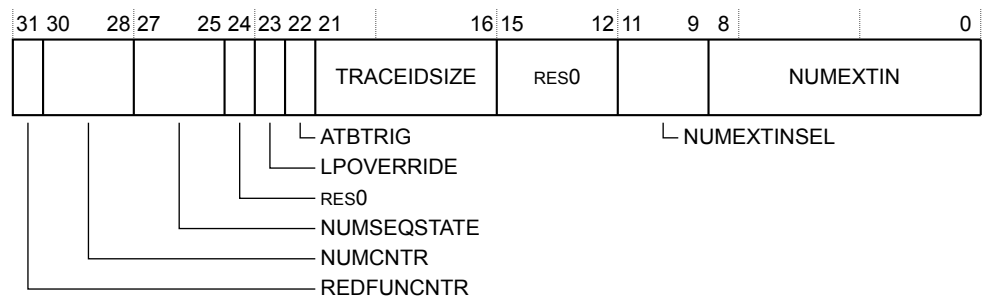 31 30 28 27 25 24 23 22 21 16 15 12 11 9 8 0
TRACEIDSIZE RES0 NUMEXTIN
ATBTRIG NUMEXTINSEL
LPOVERRIDE
RES0
NUMSEQSTATE
NUMCNTR
REDFUNCNTR